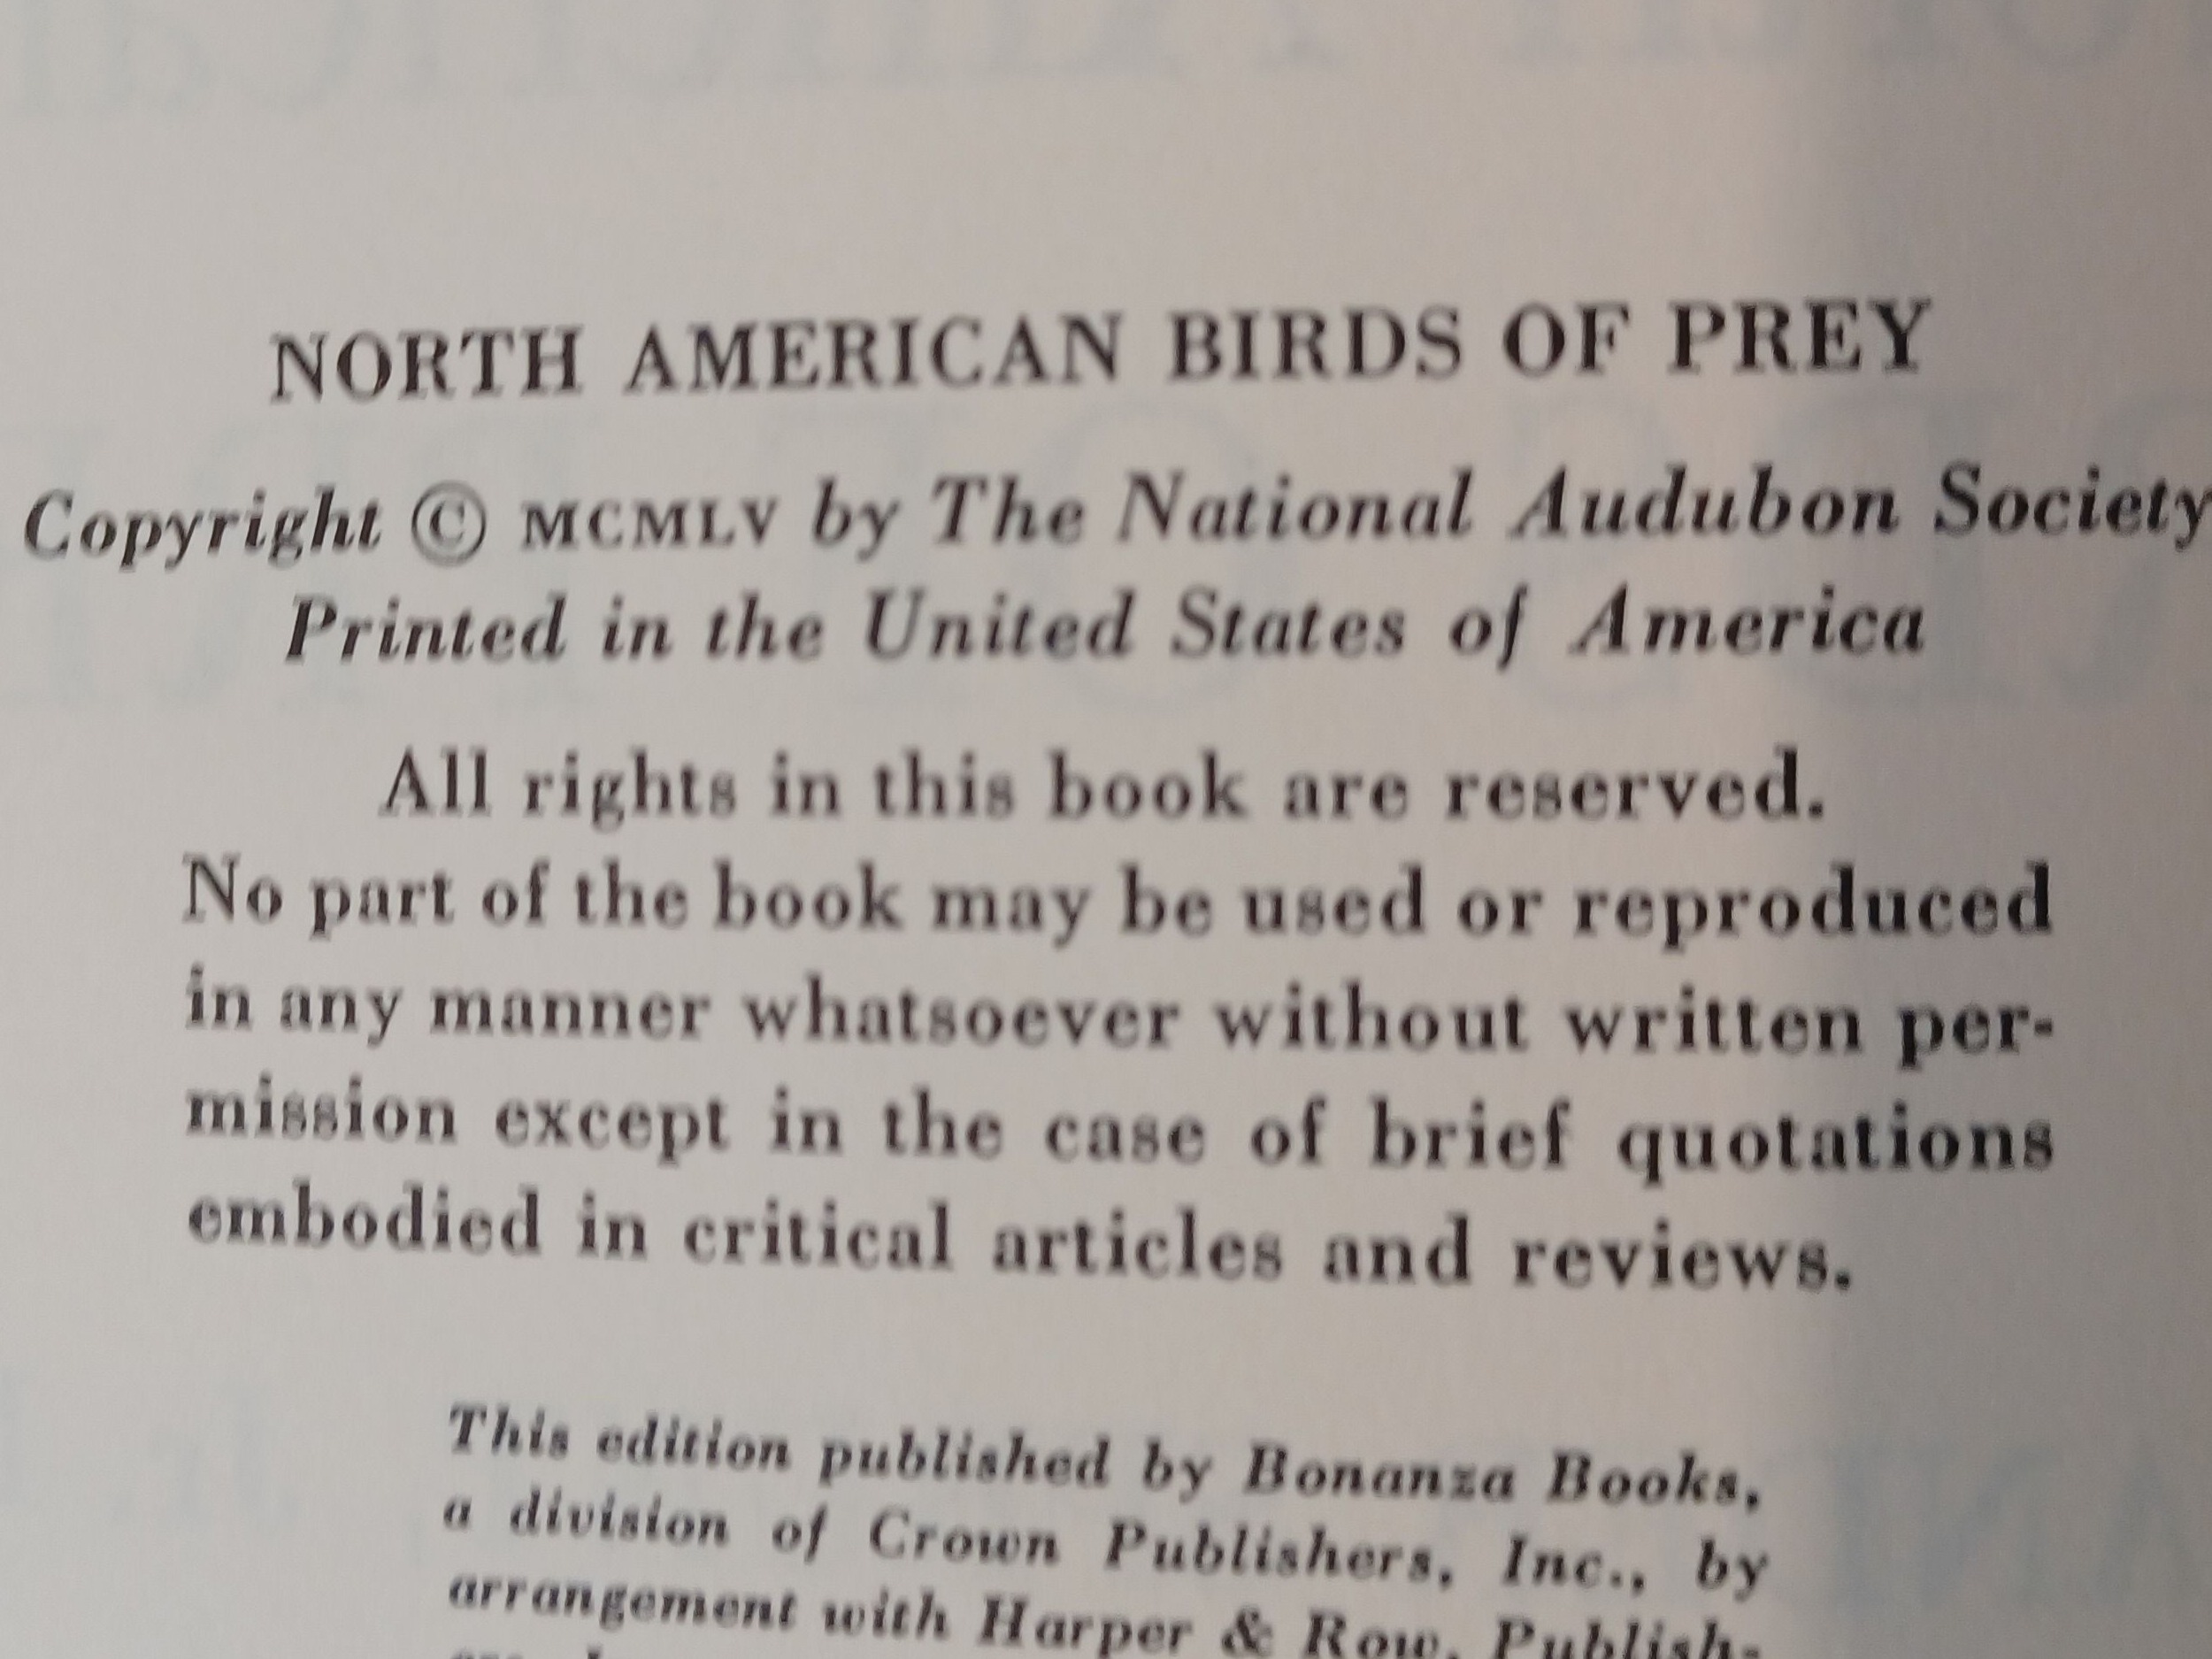 NORTH AMERICAN BIRDS OF PREY
Copyright © MCMLV by The National Audubon Society
Printed in the United States of America
All rights in this book are reserved.
No part of the book may be used or reproduced
in any manner whatsoever without written per-
mission except in the case of brief quotations
embodied in critical articles and reviews.
This edition published by Bonanza Books,
a division of Crown Publishers, Inc., by
arrangement with Harper & Row, Publish-